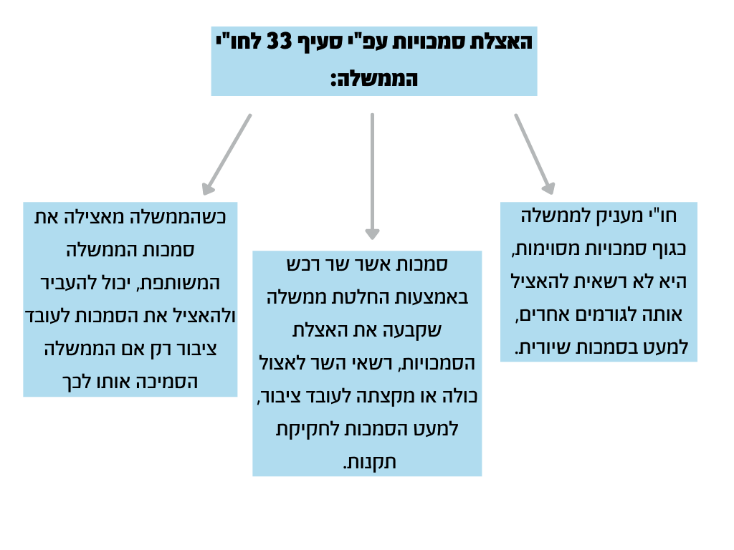 האצלת סמכויות עפ"י סעיף 33 לחו"י
הממשלה:
חו"י מעניק לממשלה
כגוף סמכויות מסוימות,
היא לא רשאית להאציל
אותה לגורמים אחרים,
למעט בסמכות שיורית.
סמכות אשר שר רכש
באמצעות החלטת ממשלה
שקבעה את האצלת
הסמכויות, רשאי השר לאצול
כולה או מקצתה לעובד ציבור,
למעט הסמכות לחקיקת
תקנות.
כשהממשלה מאצילה את
סמכות הממשלה
המשותפת, יכול להעביר
ולהאציל את הסמכות לעובד
ציבור רק אם הממשלה
הסמיכה אותו לכך